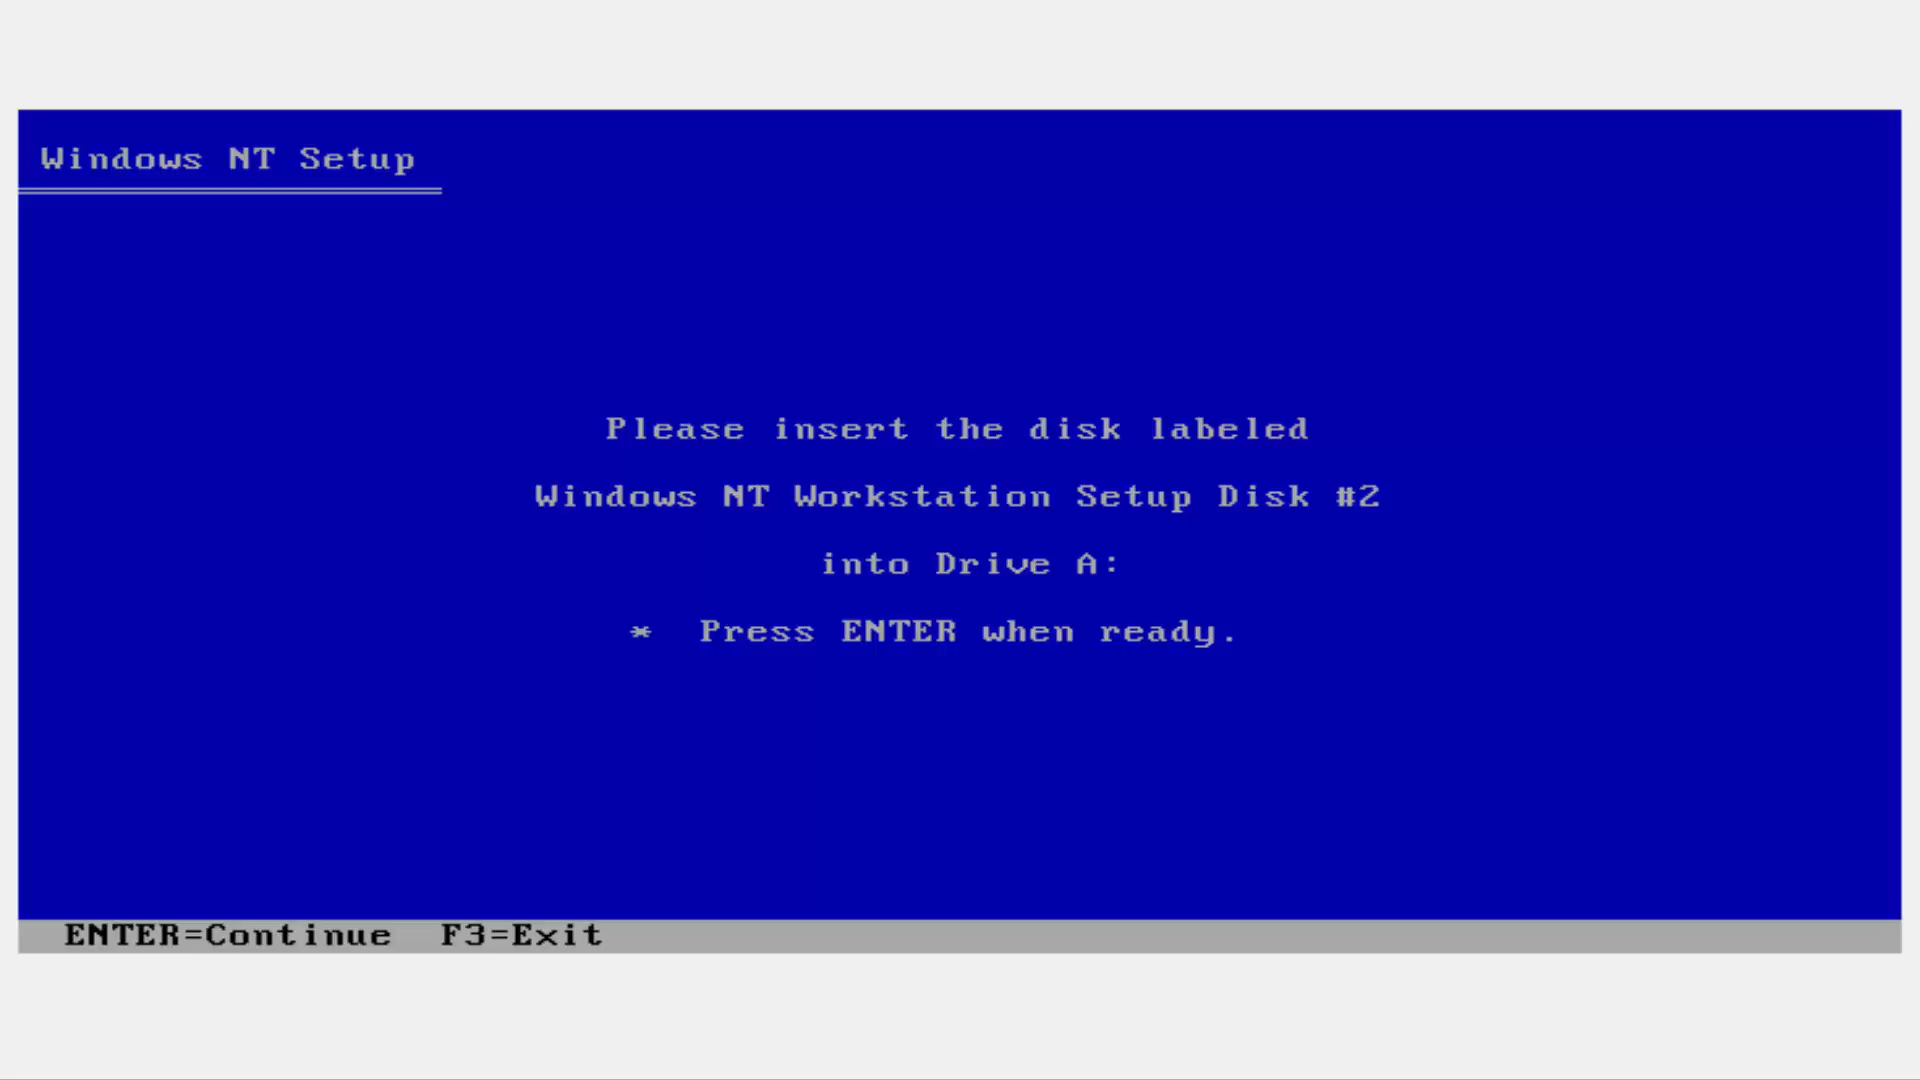 Windows NT Setup
Please insert the disk labeled
Windows NT Workstation Setup Disk #2
into Drive A:
* Press ENTER when ready.
ENTER=Continue F3=Exit